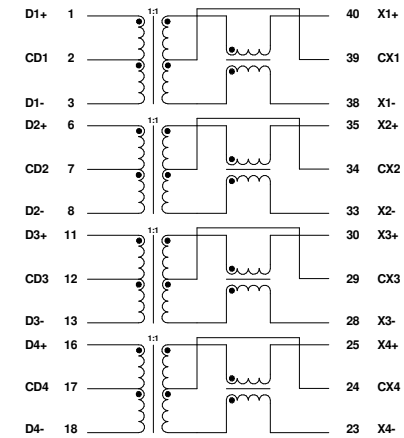 D1+ 1 1:1 40 X1+
CD1 2 39 CX1
D1- 3 38 X1-
D2+ 6 1:1 35 X2+
CD2 7 34 CX2
D2- 8 33 X2-
D3+ 11 1:1 30 X3+
CD3 12 29 CX3
D3- 13 28 X3-
D4+ 16 1:1 25 X4+
CD4 17 24 CX4
D4- 18 23 X4-